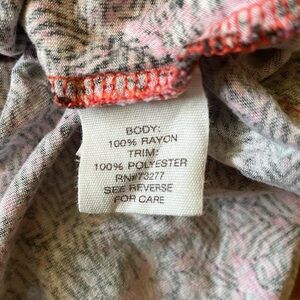 BODY:
100% RAYON
TRIM:
100% POLYESTER
RN#73277
SEE REVERSE
FOR CARE